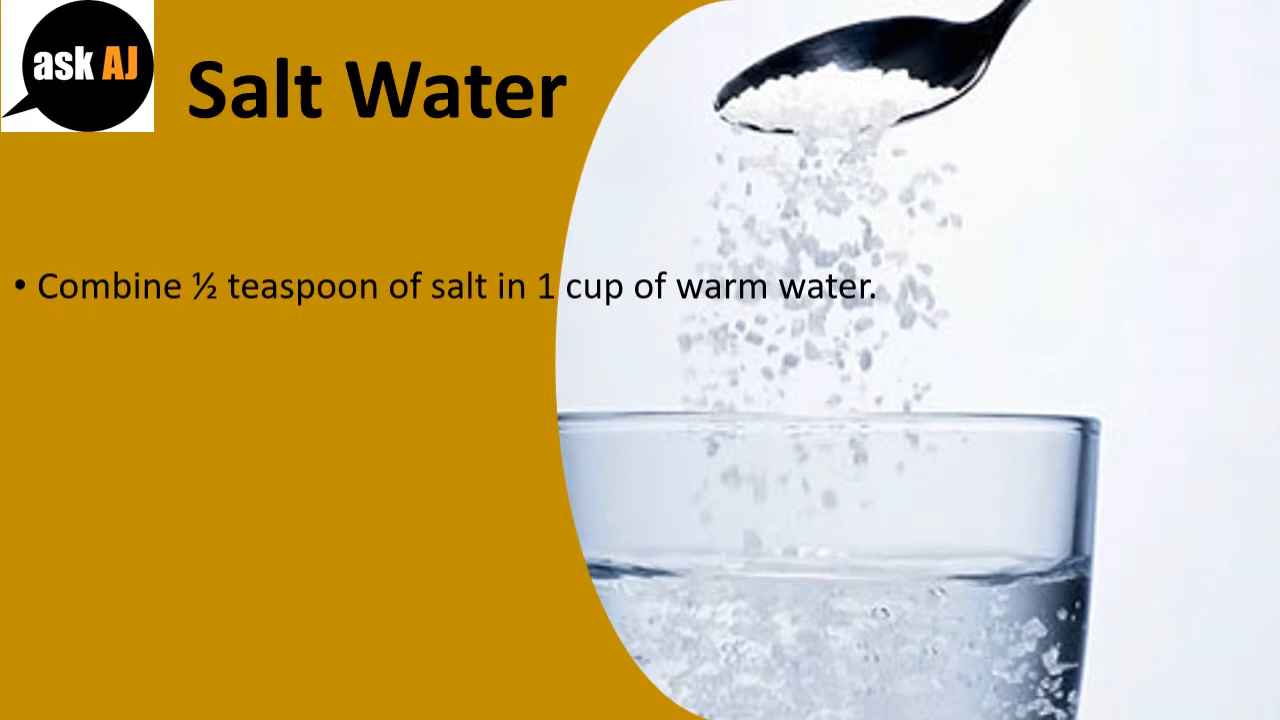 ask AJ
Salt Water
• Combine ½ teaspoon of salt in 1 cup of warm water.